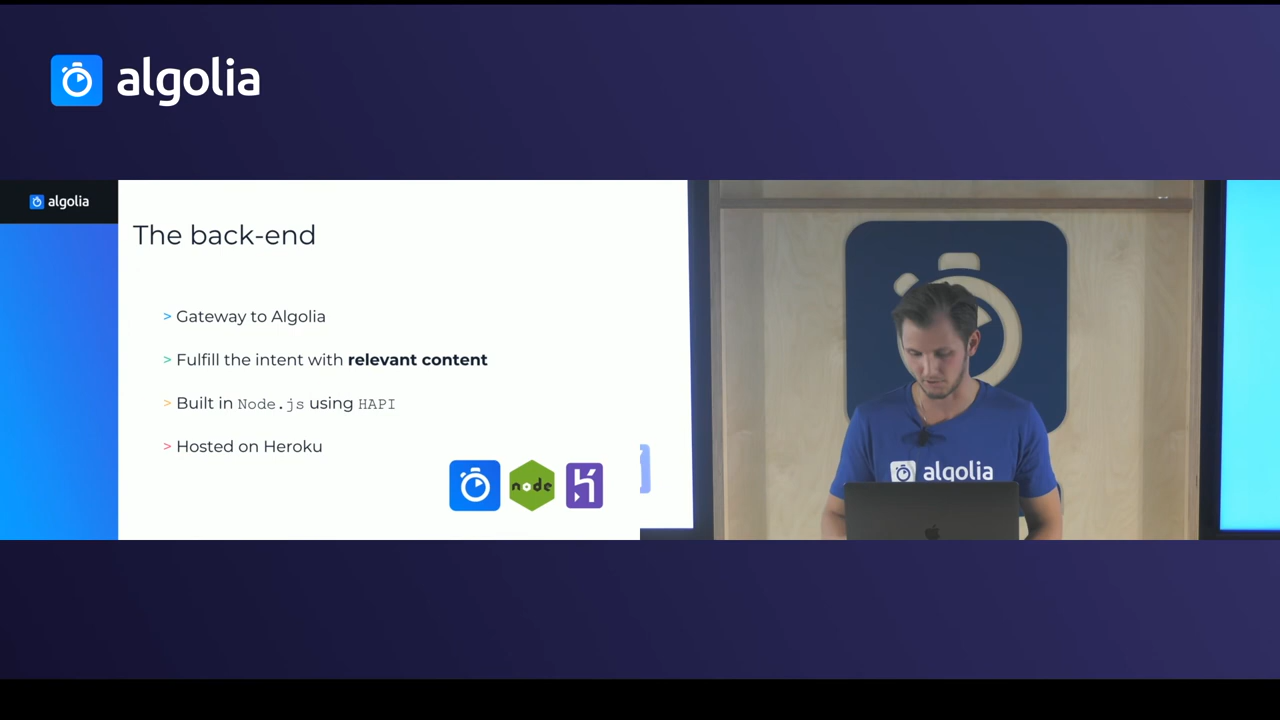 algolia
algolia
The back-end
> Gateway to Algolia
> Fulfill the intent with relevant content
> Built in Node.js using HAPI
> Hosted on Heroku
node
algolia